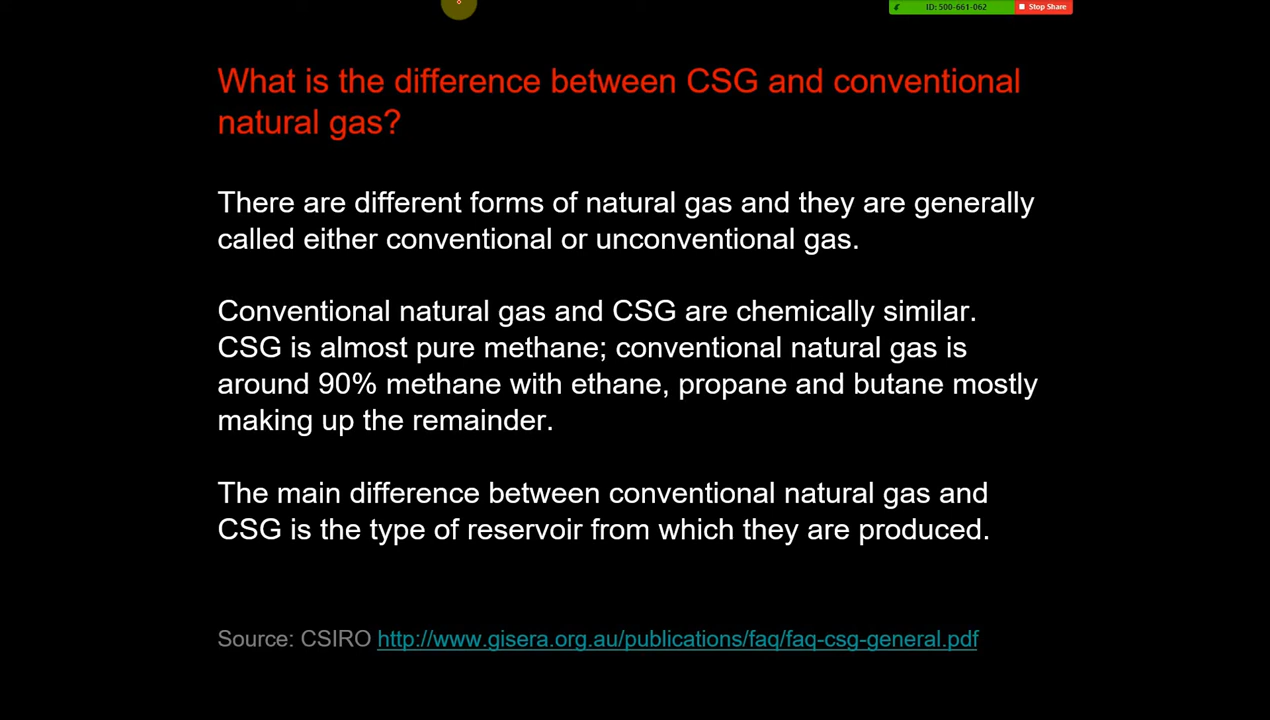 ID: 500-661-062
Stop Share
What is the difference between CSG and conventional
natural gas?
There are different forms of natural gas and they are generally
called either conventional or unconventional gas.
Conventional natural gas and CSG are chemically similar.
CSG is almost pure methane; conventional natural gas is
around 90% methane with ethane, propane and butane mostly
making up the remainder.
The main difference between conventional natural gas and
CSG is the type of reservoir from which they are produced.
Source: CSIRO http://www.gisera.org.au/publications/faq/faq-csg-general.pdf